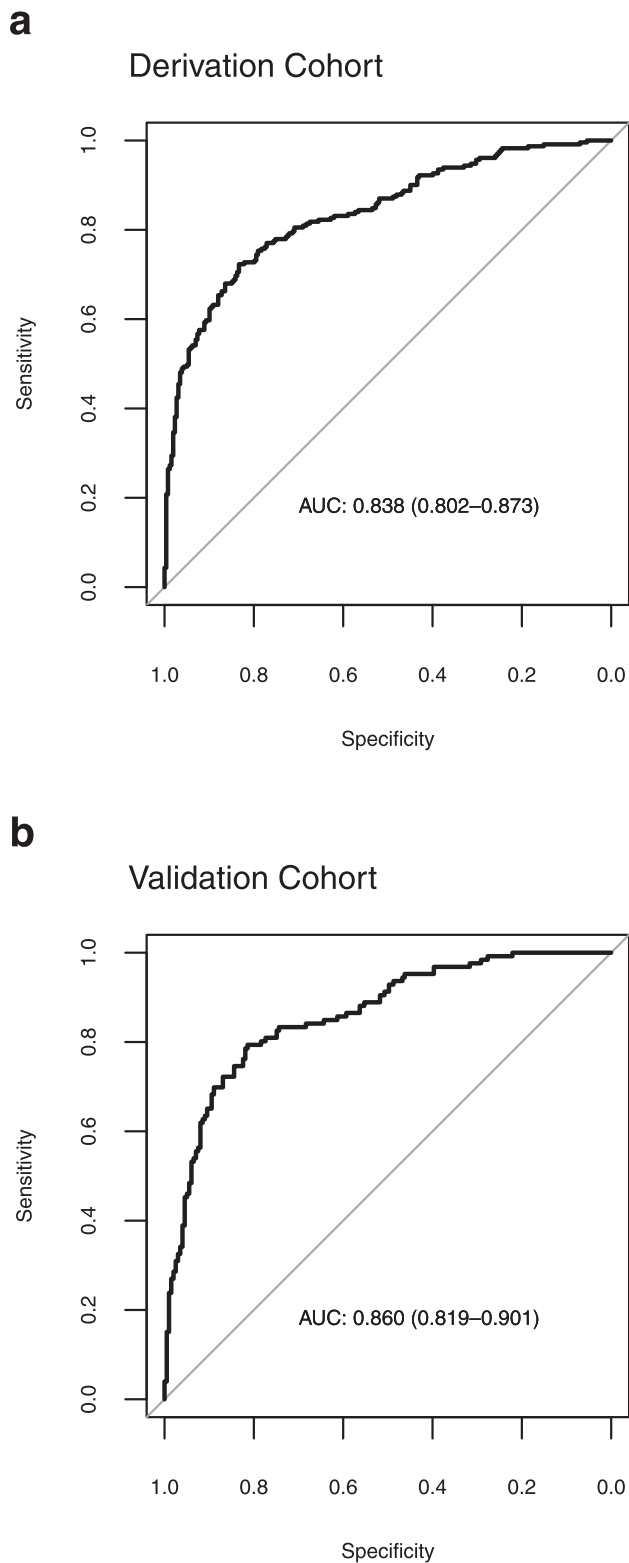 a
Derivation Cohort
1.0
0.8
0.6
0.4
0.2
0.0
Sensitivity
AUC: 0.838 (0.802–0.873)
1.0 0.8 0.6 0.4 0.2 0.0
Specificity
b
Validation Cohort
1.0
0.8
0.6
0.4
0.2
0.0
Sensitivity
AUC: 0.860 (0.819–0.901)
1.0 0.8 0.6 0.4 0.2 0.0
Specificity